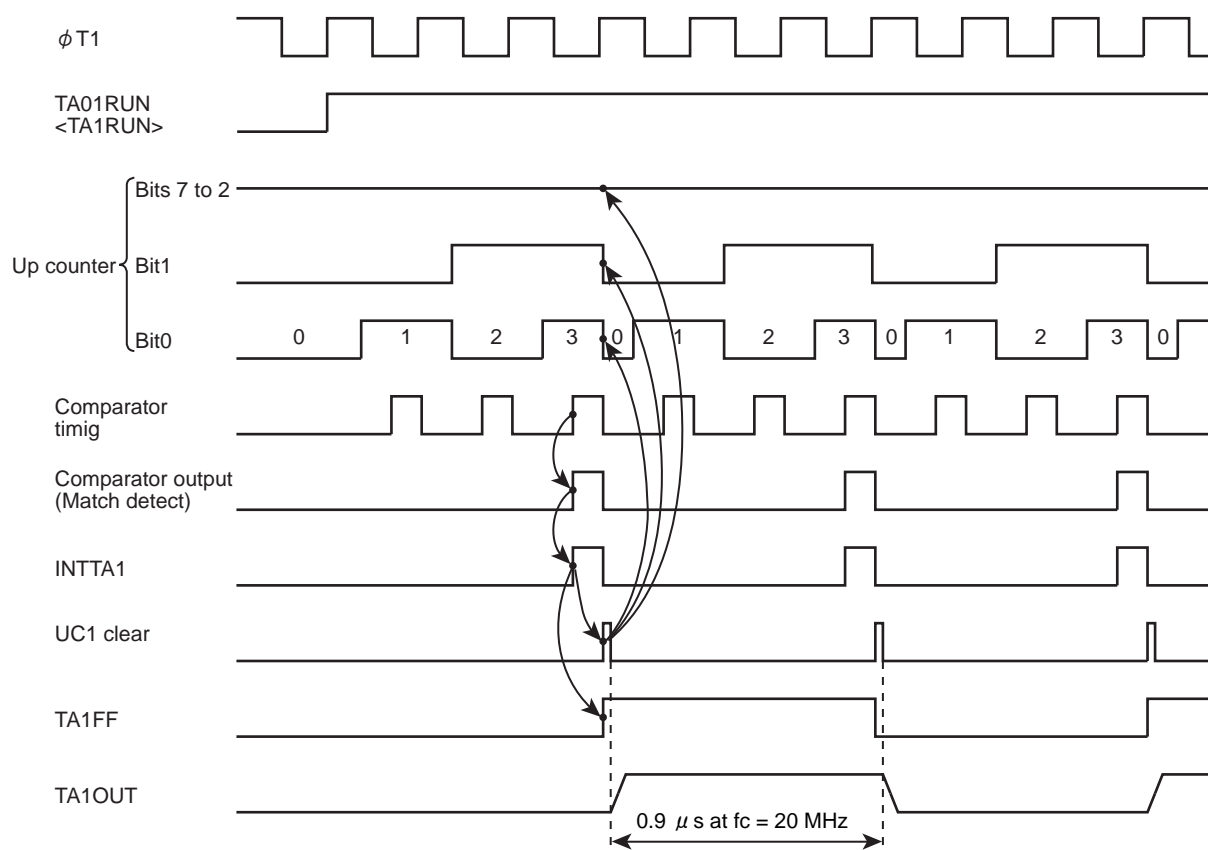 φT1
TA01RUN
<TA1RUN>
Up counter
Bits 7 to 2
Bit1
Bit0
0 1 2 3 0 1 2 3 0 1 2 3 0
Comparator
timig
Comparator output
(Match detect)
INTTA1
UC1 clear
TA1FF
TA1OUT
0.9 μs at fc = 20 MHz